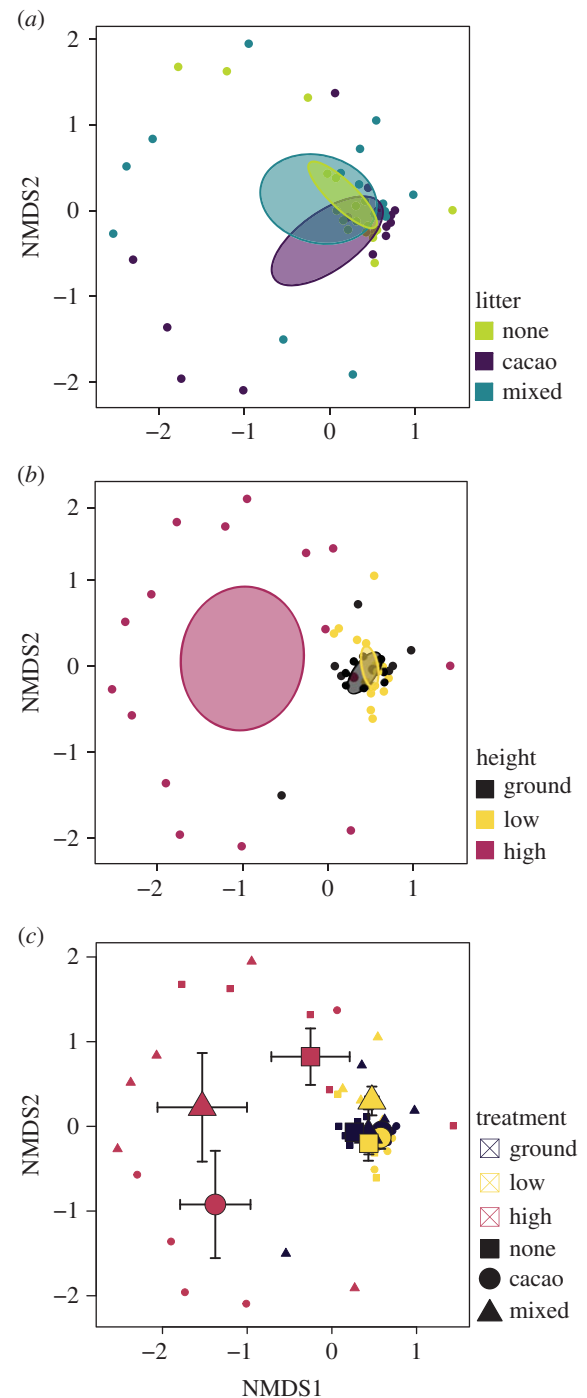 (a)
2
1
0
−1
−2
NMDS2
−2
−1
0
1
litter
none
cacao
mixed
(b)
2
1
0
−1
−2
NMDS2
−2
−1
0
1
height
ground
low
high
(c)
2
1
0
−1
−2
NMDS2
−2
−1
0
1
NMDS1
treatment
ground
low
high
none
cacao
mixed